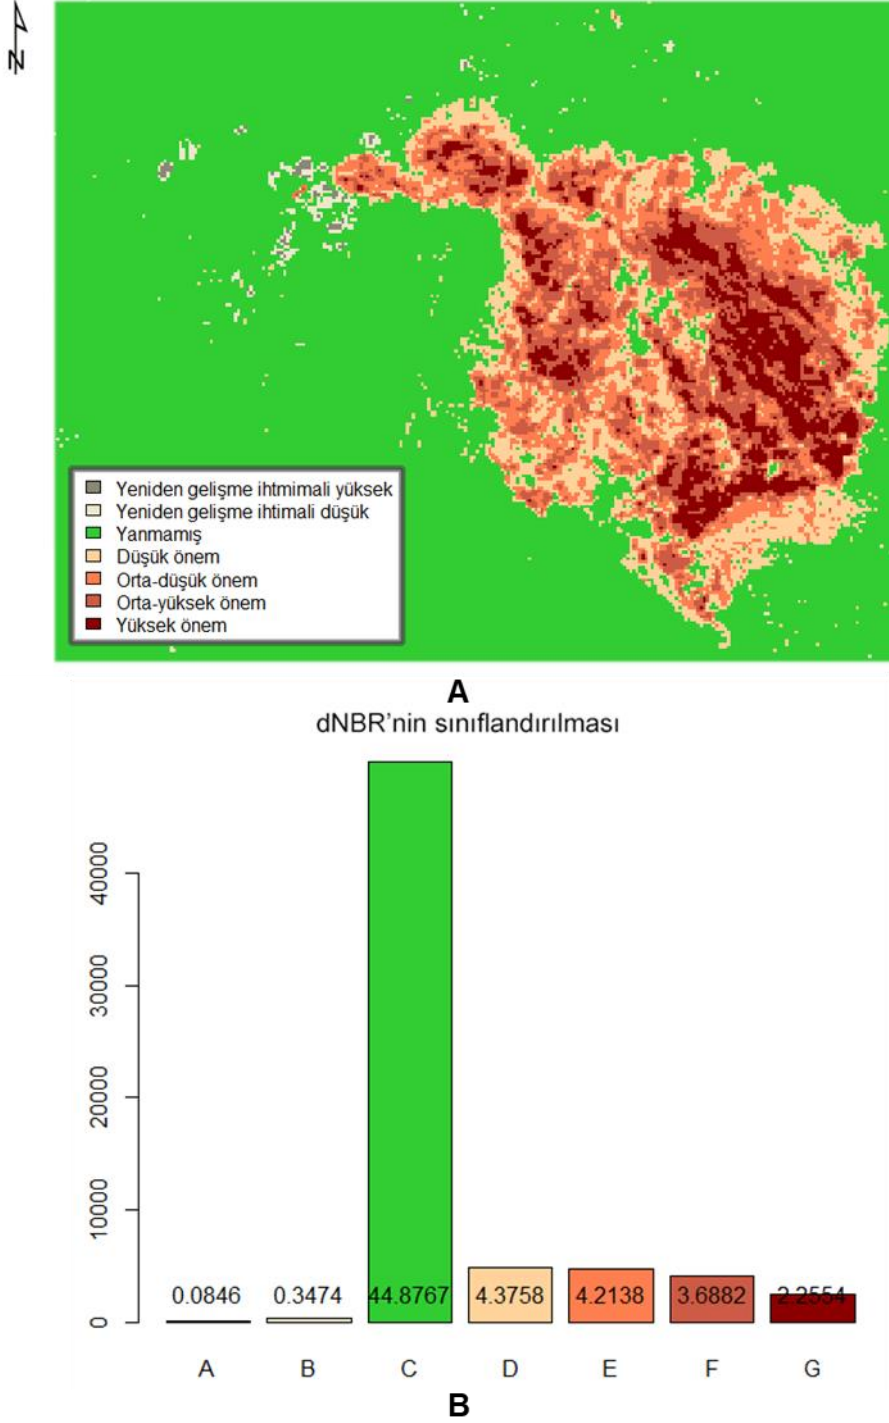 N
Yeniden gelişme ihtmimali yüksek
Yeniden gelişme ihtimali düşük
Yanmamış
Düşük önem
Orta-düşük önem
Orta-yüksek önem
Yüksek önem
A
dNBR’nin sınıflandırılması
40000
30000
20000
10000
0
0.0846 0.3474 44.8767 4.3758 4.2138 3.6882 2.2554
A B C D E F G
B